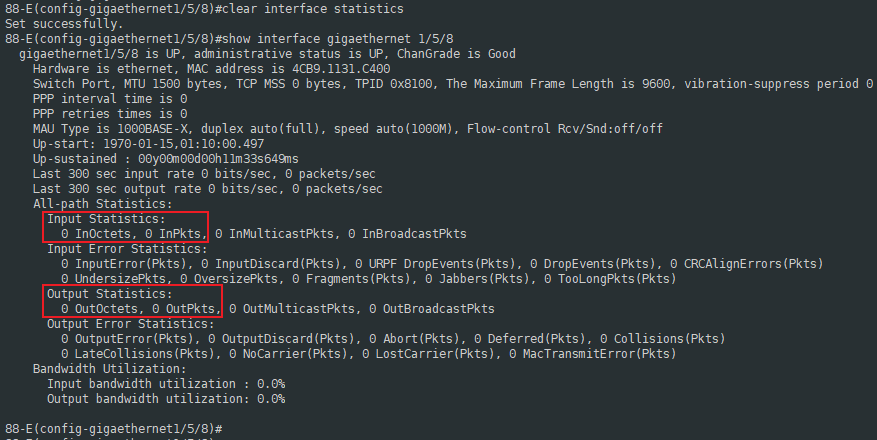 88-E(config-gigaethernet1/5/8)#clear interface statistics
Set successfully.
88-E(config-gigaethernet1/5/8)#show interface gigaethernet 1/5/8
gigaethernet1/5/8 is UP, administrative status is UP, ChanGrade is Good
Hardware is ethernet, MAC address is 4CB9.1131.C400
Switch Port, MTU 1500 bytes, TCP MSS 0 bytes, TPID 0x8100, The Maximum Frame Length is 9600, vibration-suppress period 0
PPP interval time is 0
PPP retries times is 0
MAU Type is 1000BASE-X, duplex auto(full), speed auto(1000M), Flow-control Rcv/Snd:off/off
Up-start: 1970-01-15,01:10:00.497
Up-sustained : 00y00m00d00h11m33s649ms
Last 300 sec input rate 0 bits/sec, 0 packets/sec
Last 300 sec output rate 0 bits/sec, 0 packets/sec
All-path Statistics:
Input Statistics:
0 InOctets, 0 InPkts, 0 InMulticastPkts, 0 InBroadcastPkts
Input Error Statistics:
0 InputError(Pkts), 0 InputDiscard(Pkts), 0 URPF DropEvents(Pkts), 0 DropEvents(Pkts), 0 CRCAlignErrors(Pkts)
0 UndersizePkts, 0 OversizePkts, 0 Fragments(Pkts), 0 Jabbers(Pkts), 0 TooLongPkts(Pkts)
Output Statistics:
0 OutOctets, 0 OutPkts, 0 OutMulticastPkts, 0 OutBroadcastPkts
Output Error Statistics:
0 OutputError(Pkts), 0 OutputDiscard(Pkts), 0 Abort(Pkts), 0 Deferred(Pkts), 0 Collisions(Pkts)
0 LateCollisions(Pkts), 0 NoCarrier(Pkts), 0 LostCarrier(Pkts), 0 MacTransmitError(Pkts)
Bandwidth Utilization:
Input bandwidth utilization : 0.0%
Output bandwidth utilization: 0.0%
88-E(config-gigaethernet1/5/8)#